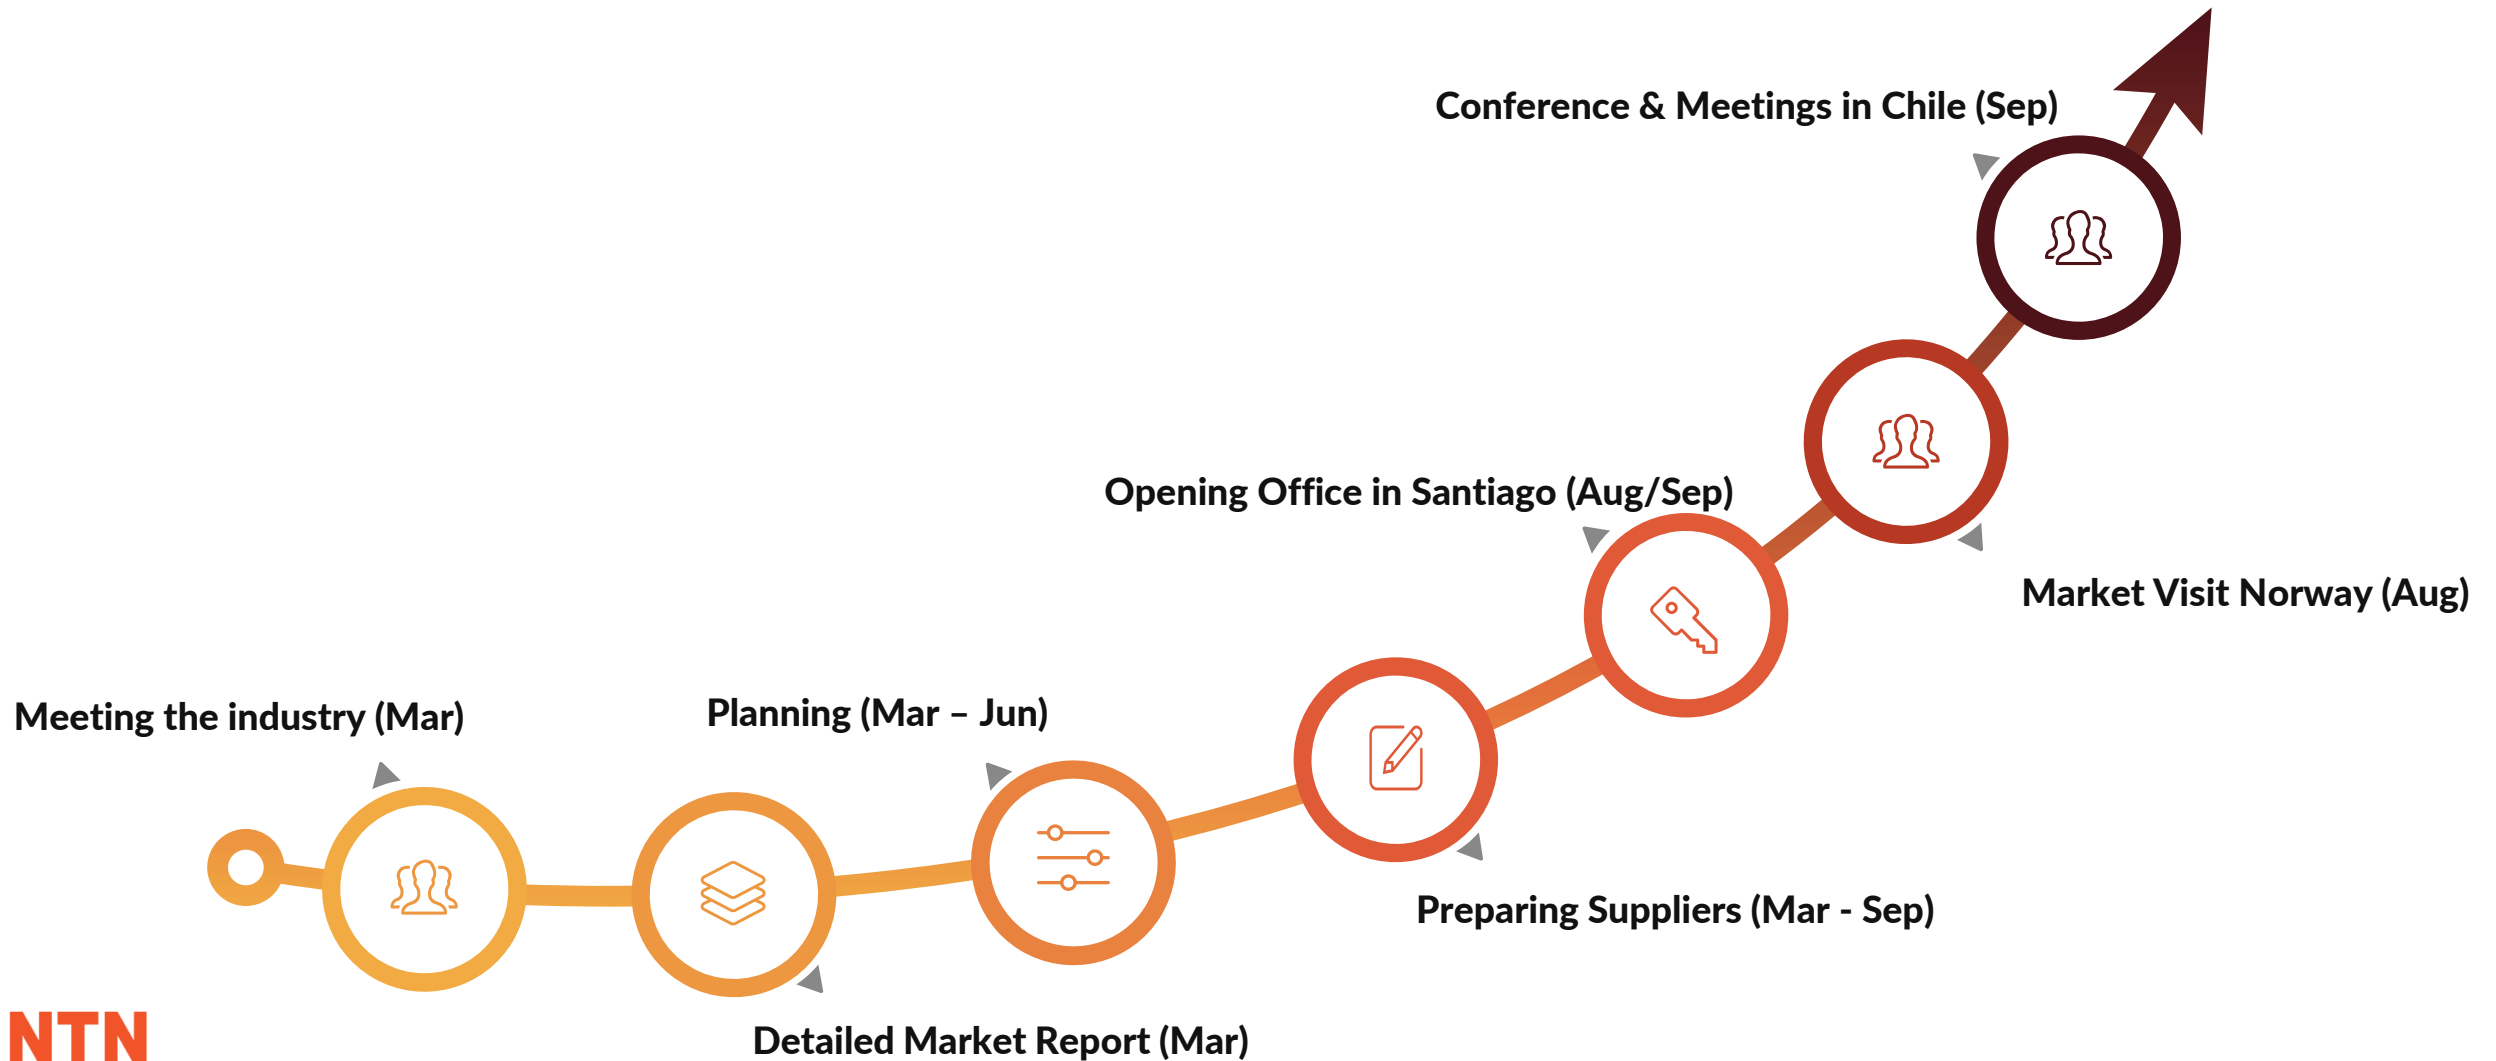 Conference & Meetings in Chile (Sep)
Opening Office in Santiago (Aug/Sep)
Market Visit Norway (Aug)
Meeting the industry (Mar)
Planning (Mar – Jun)
Preparing Suppliers (Mar - Sep)
Detailed Market Report (Mar)
NTN